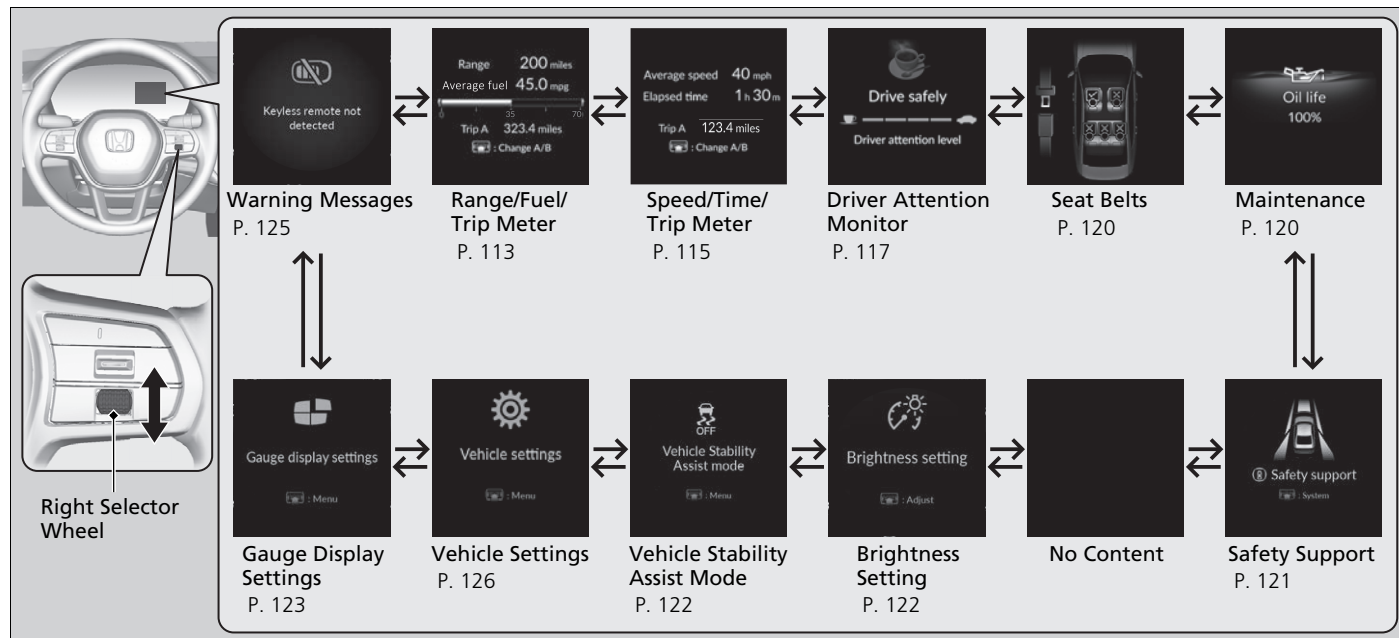 Keyless remote not
detected
Warning Messages
P. 125
Range 200 miles
Average fuel 45.0 mpg
0 35 70
Trip A 323.4 miles
: Change A/B
Range/Fuel/
Trip Meter
P. 113
Average speed 40 mph
Elapsed time 1 h 30 m
Trip A 123.4 miles
: Change A/B
Speed/Time/
Trip Meter
P. 115
Drive safely
Driver attention level
Driver Attention
Monitor
P. 117
Seat Belts
P. 120
Oil life
100%
Maintenance
P. 120
Right Selector
Wheel
Gauge display settings
: Menu
Gauge Display
Settings
P. 123
Vehicle settings
: Menu
Vehicle Settings
P. 126
OFF
Vehicle Stability
Assist mode
: Menu
Vehicle Stability
Assist Mode
P. 122
Brightness setting
: Adjust
Brightness
Setting
P. 122
No Content
Safety support
: System
Safety Support
P. 121